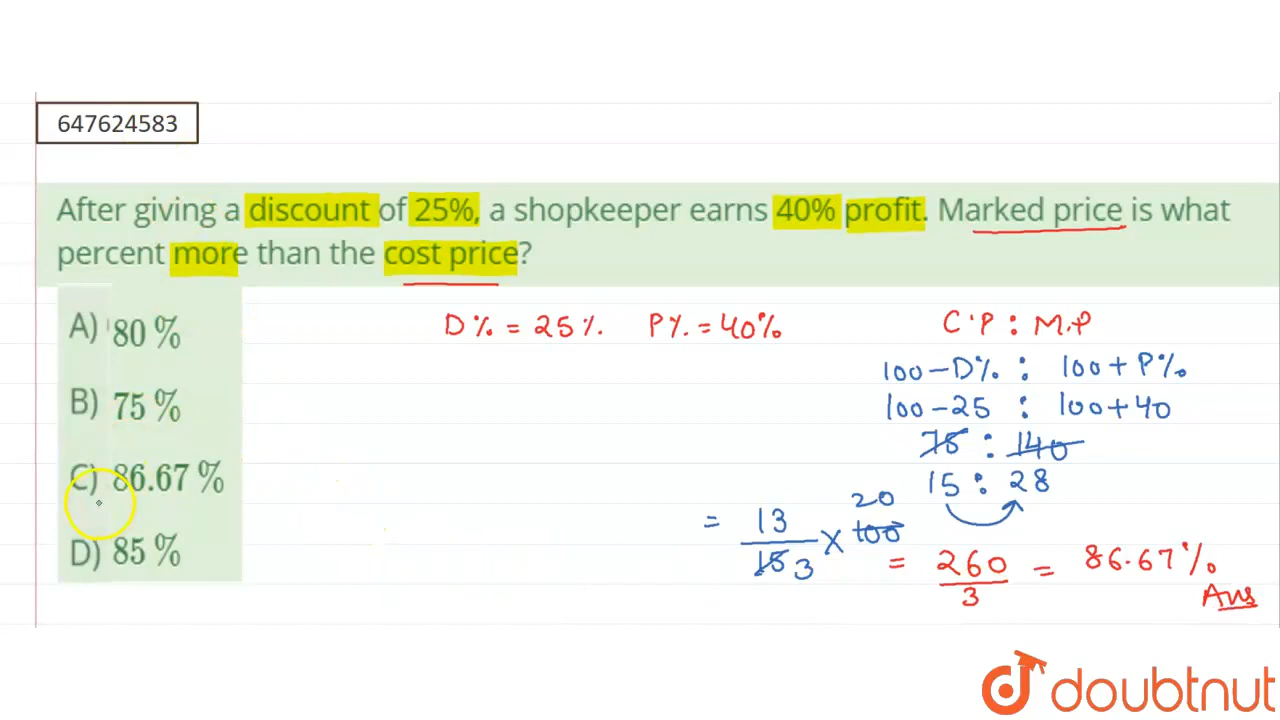 647624583
After giving a discount of 25%, a shopkeeper earns 40% profit. Marked price is what
percent more than the cost price?
A) 80 %
B) 75 %
C) 86.67 %
D) 85 %
D% = 25% P% = 40%
C.P : M.P
100-D% : 100+P%
100-25 : 100+40
75 : 140
15 : 28
= 13/15 3 × 100 20 = 260/3 = 86.67%
Ans
doubtnut